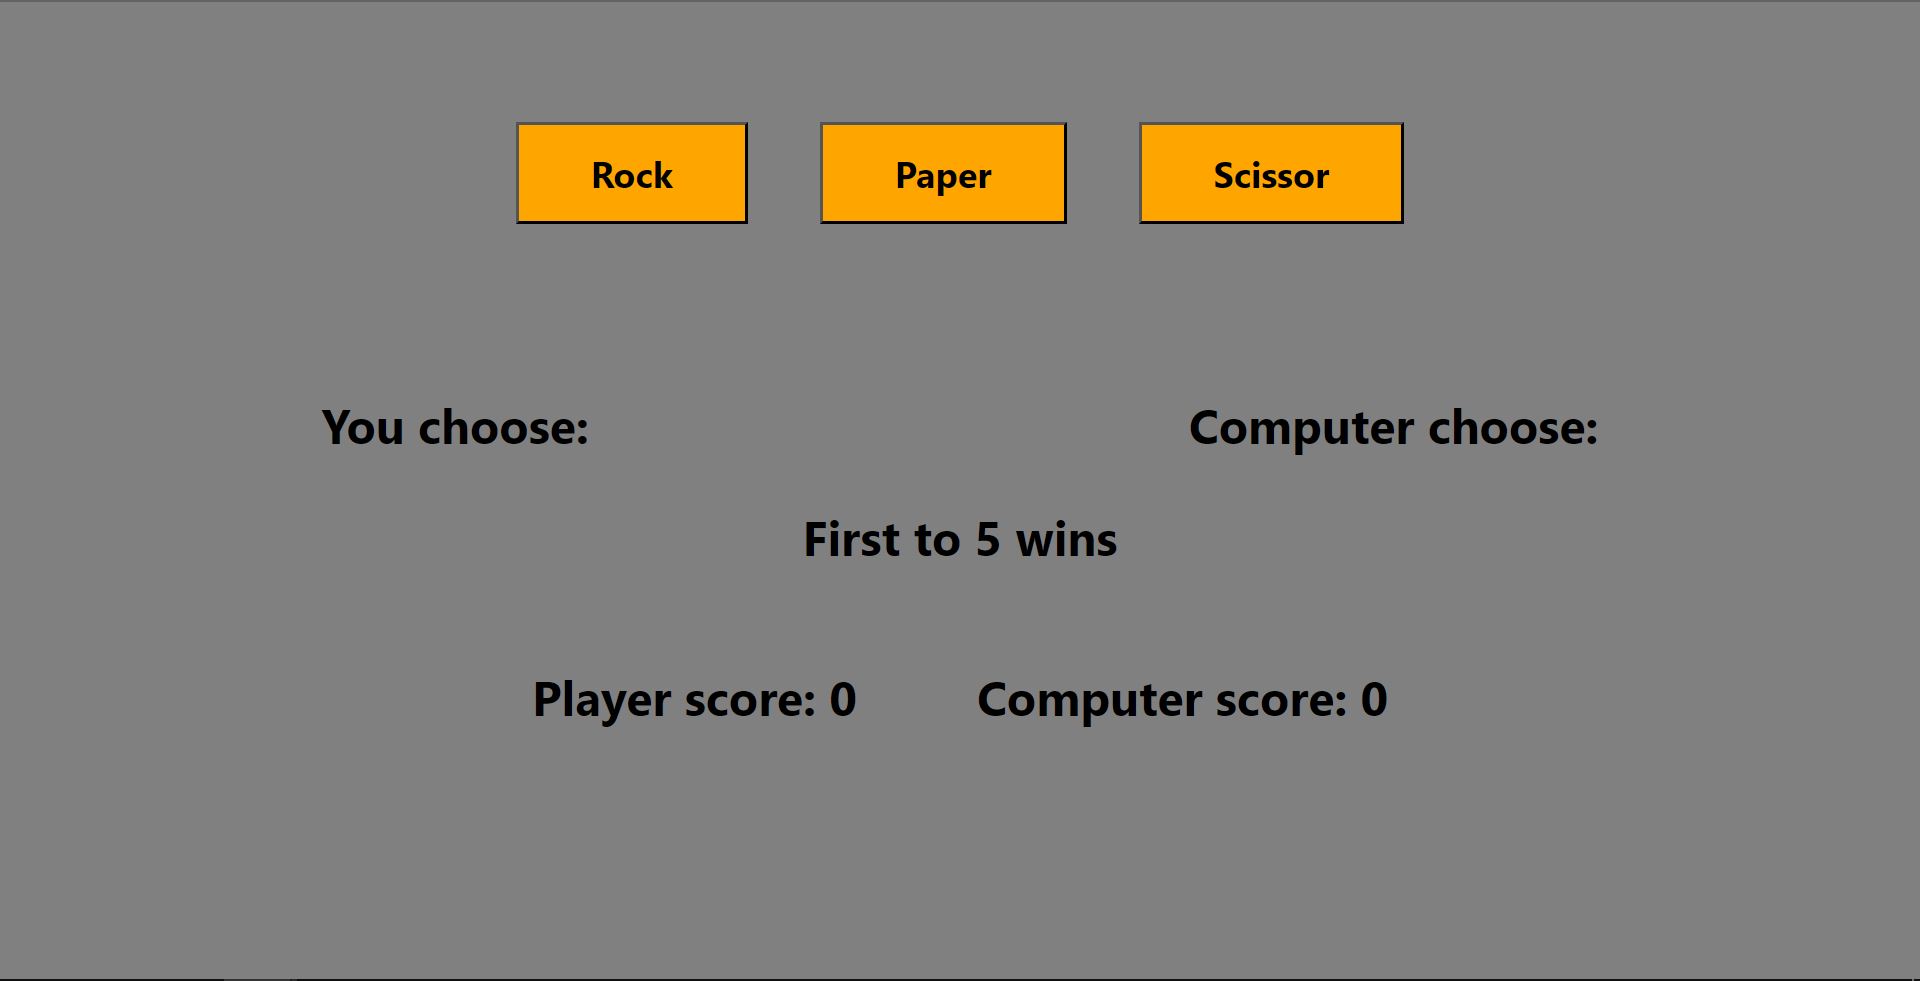 Rock Paper Scissor
You choose: Computer choose:
First to 5 wins
Player score: 0 Computer score: 0